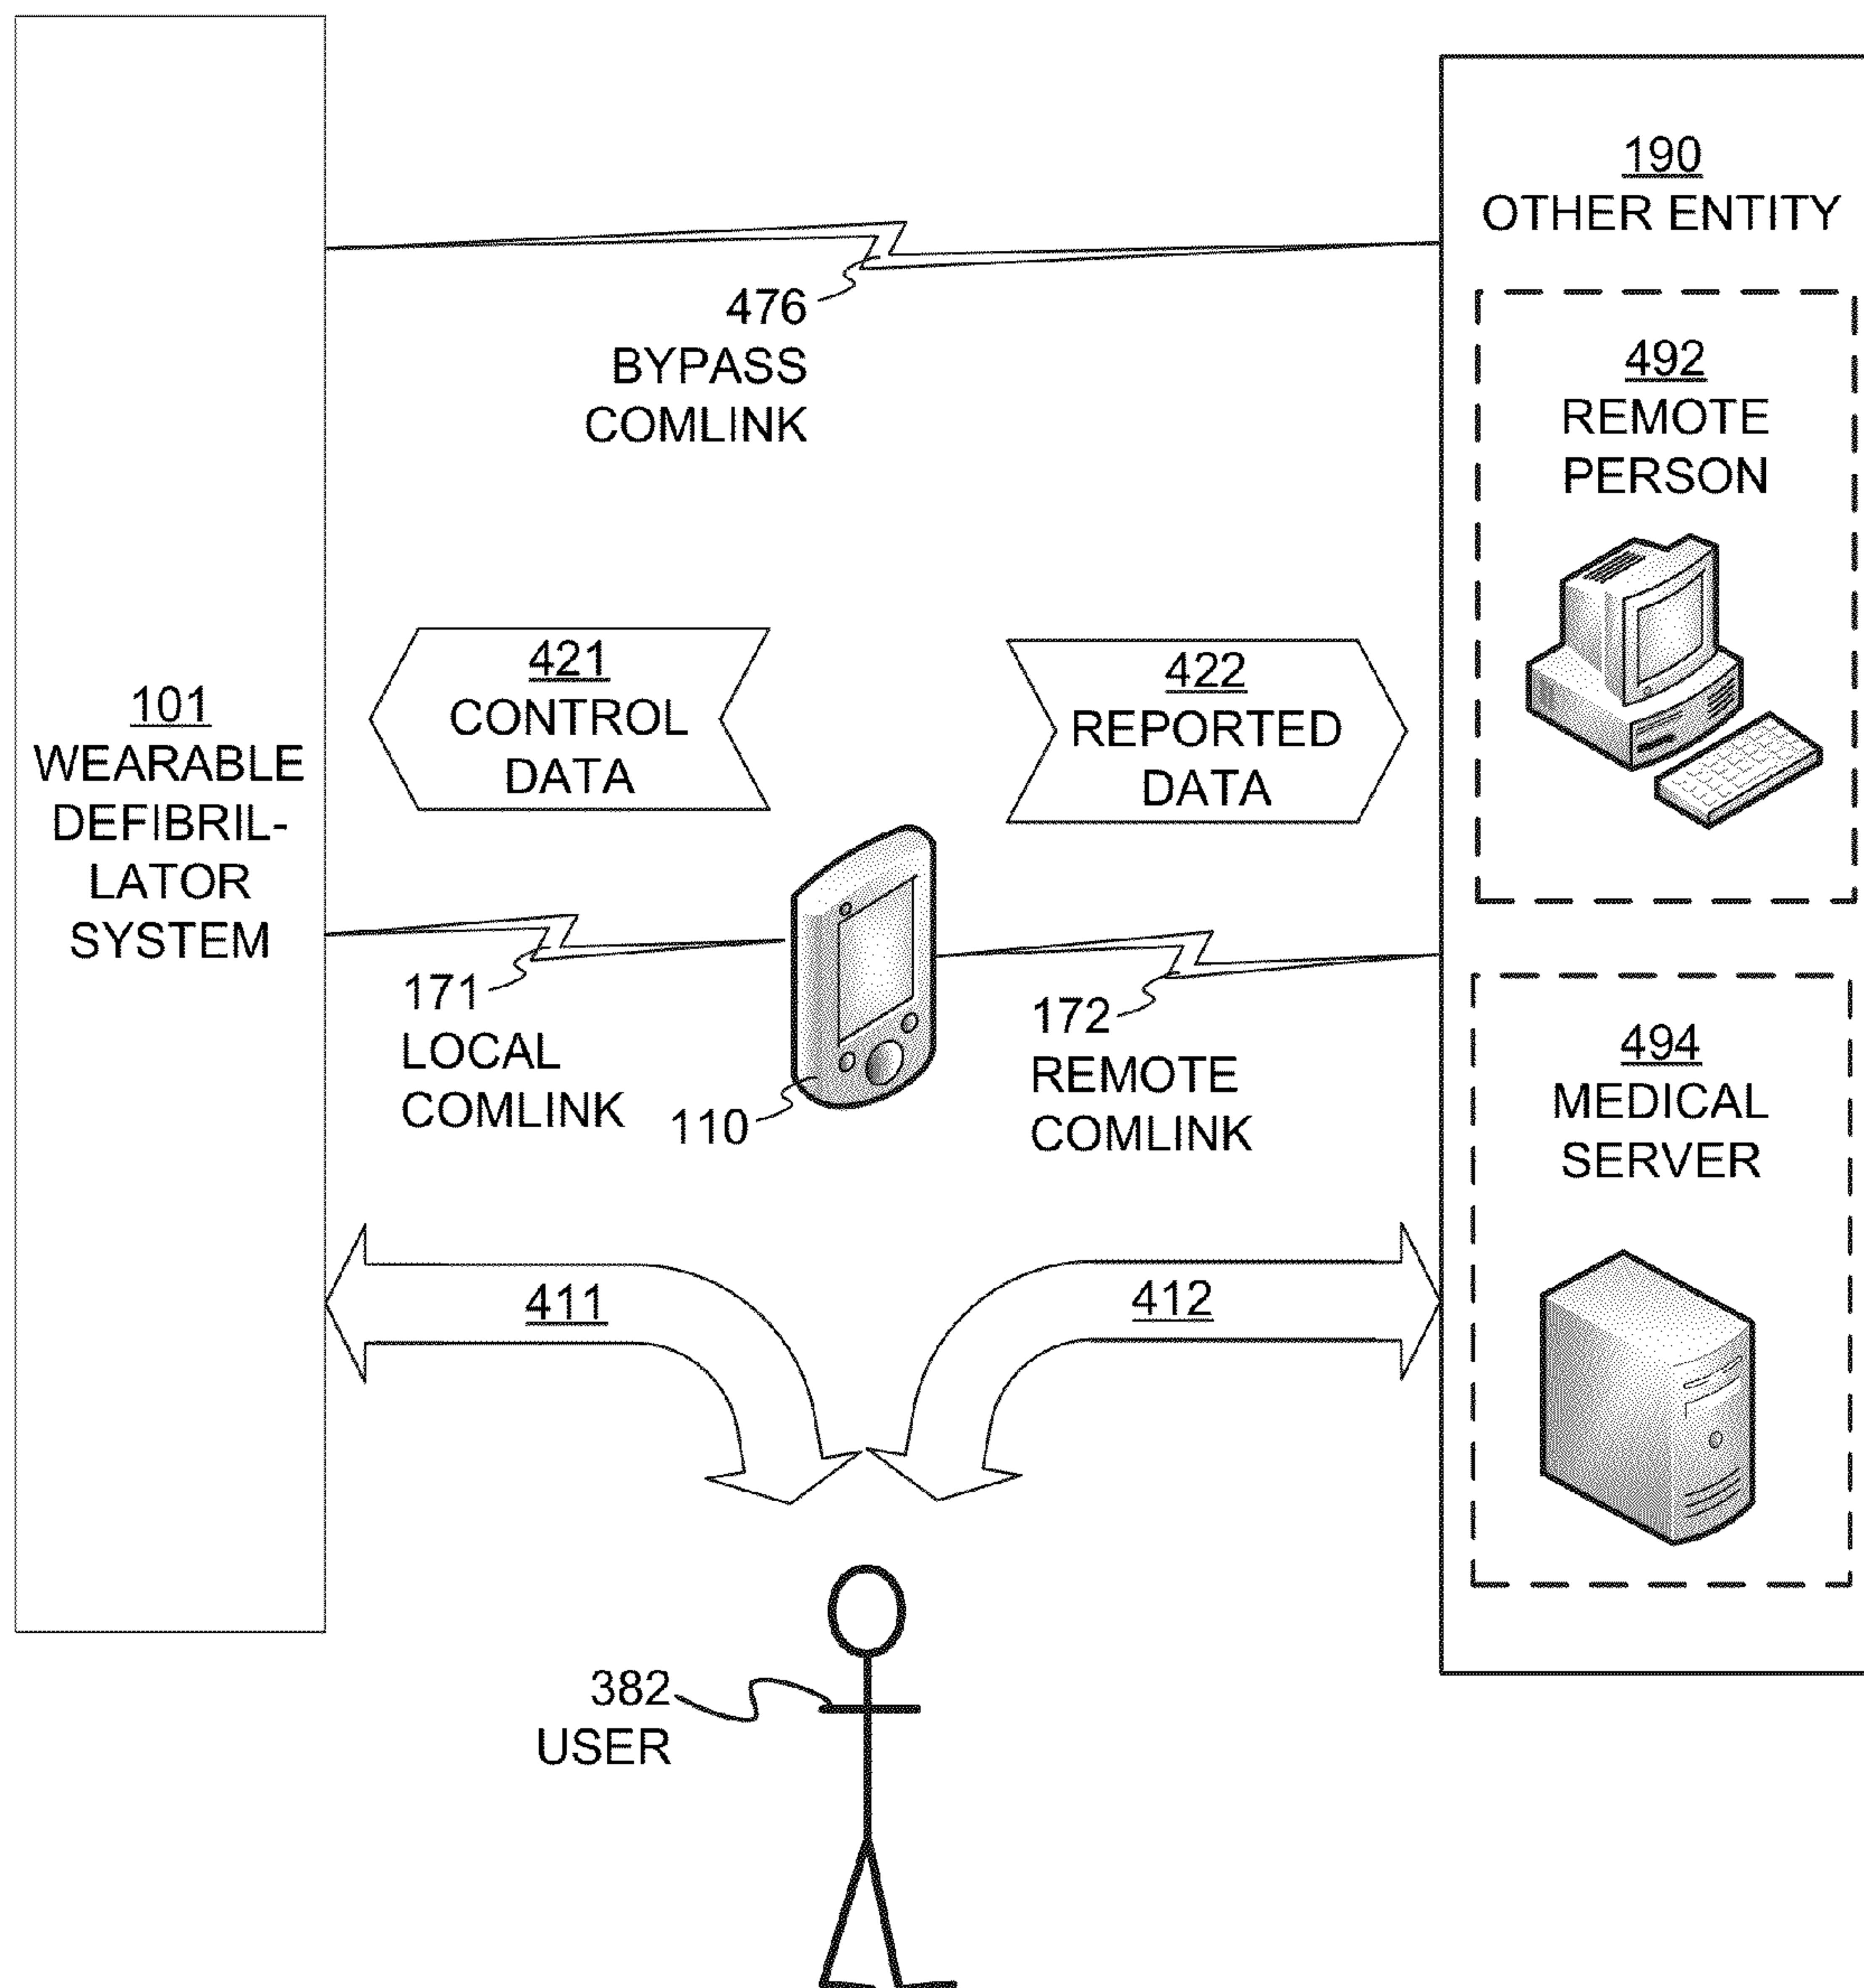 101
WEARABLE
DEFIBRIL-
LATOR
SYSTEM
476
BYPASS
COMLINK
190
OTHER ENTITY
492
REMOTE
PERSON
421
CONTROL
DATA
422
REPORTED
DATA
171
LOCAL
COMLINK
110
172
REMOTE
COMLINK
494
MEDICAL
SERVER
411
412
382
USER